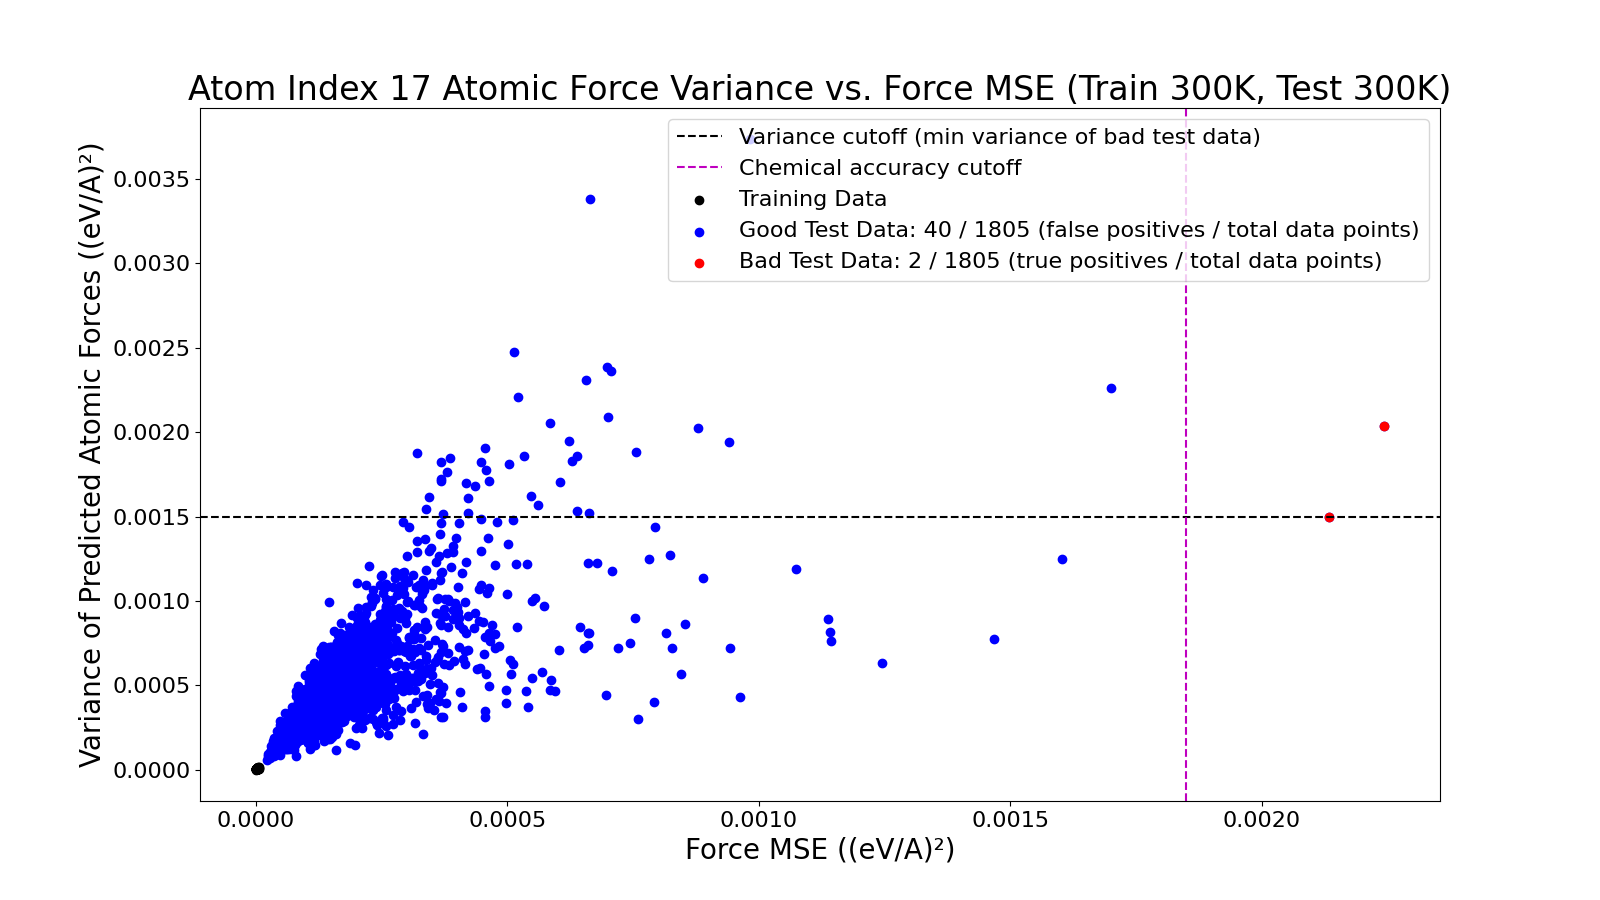 Atom Index 17 Atomic Force Variance vs. Force MSE (Train 300K, Test 300K)
Variance cutoff (min variance of bad test data)
Chemical accuracy cutoff
Training Data
Good Test Data: 40 / 1805 (false positives / total data points)
Bad Test Data: 2 / 1805 (true positives / total data points)
Variance of Predicted Atomic Forces ((eV/A)²)
0.0035
0.0030
0.0025
0.0020
0.0015
0.0010
0.0005
0.0000
0.0000 0.0005 0.0010 0.0015 0.0020
Force MSE ((eV/A)²)